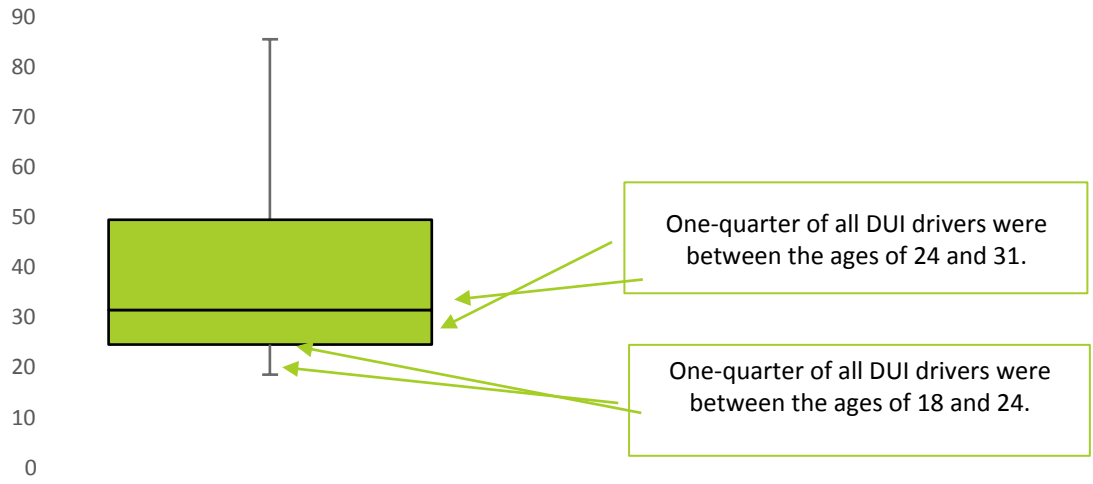 90
80
70
60
50
40
30
20
10
0
One-quarter of all DUI drivers were
between the ages of 24 and 31.
One-quarter of all DUI drivers were
between the ages of 18 and 24.